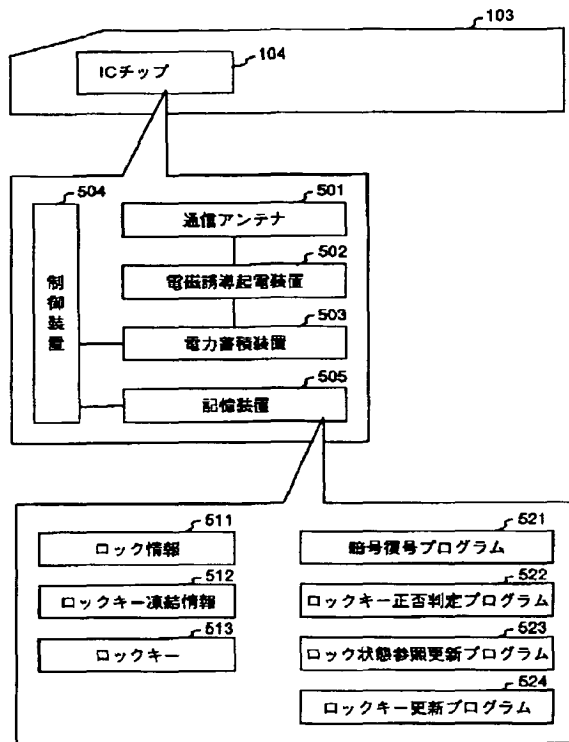 103
104
ICチップ
504
501
通信アンテナ
502
電磁誘導起電装置
503
制御装置
電力蓄積装置
505
記憶装置
511
ロック情報
521
暗号復号プログラム
512
ロックキー凍結情報
522
ロックキー正否判定プログラム
513
ロックキー
523
ロック状態参照更新プログラム
524
ロックキー更新プログラム